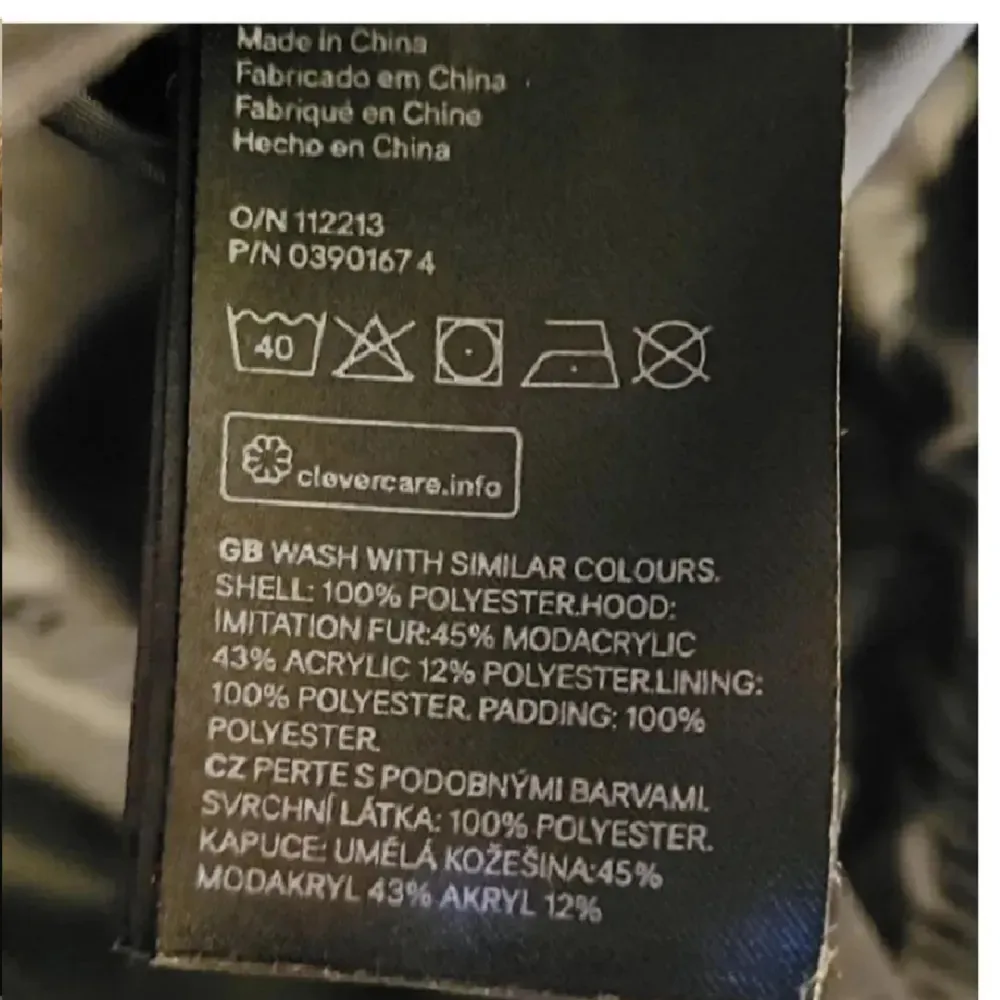 Made in China
Fabricado em China
Fabriqué en Chine
Hecho en China
O/N 112213
P/N 0390167 4
40
clevercare.info
GB WASH WITH SIMILAR COLOURS.
SHELL: 100% POLYESTER.HOOD:
IMITATION FUR:45% MODACRYLIC
43% ACRYLIC 12% POLYESTER.LINING:
100% POLYESTER. PADDING: 100%
POLYESTER.
CZ PERTE S PODOBNÝMI BARVAMI.
SVRCHNÍ LÁTKA: 100% POLYESTER.
KAPUCE: UMĚLÁ KOŽEŠINA:45%
MODAKRYL 43% AKRYL 12%